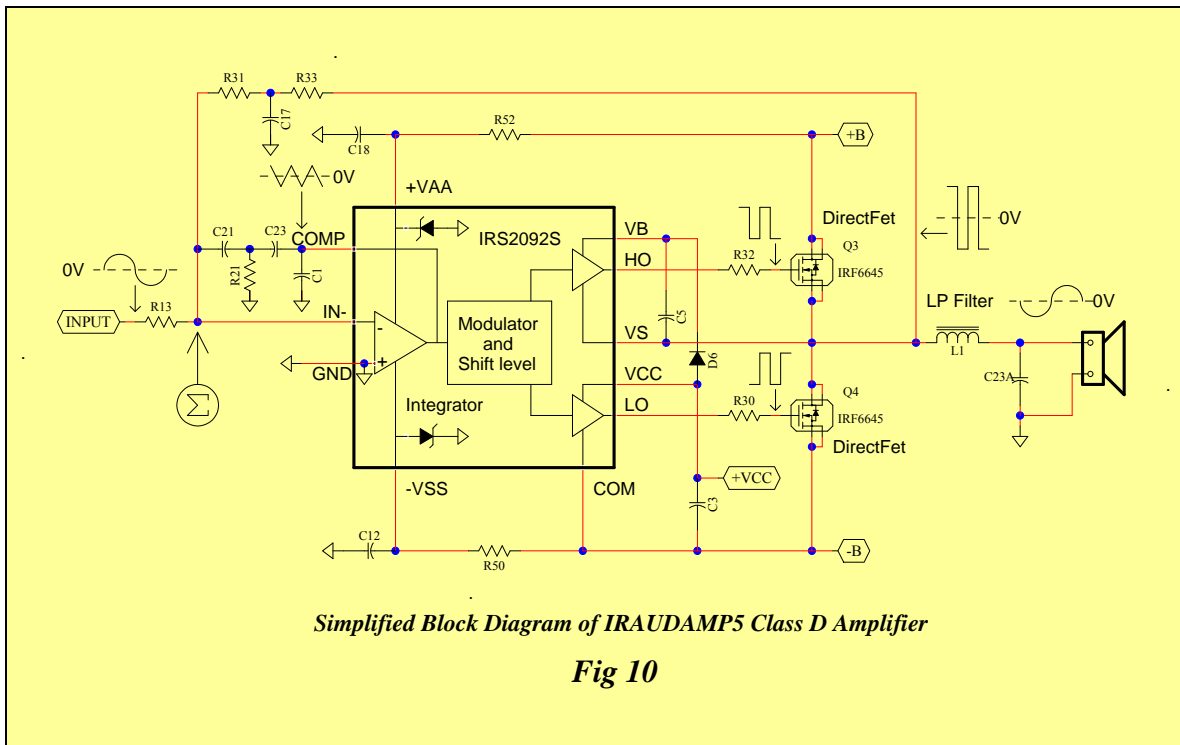 R31
R33
C17
R52
C18
+B
0V
+VAA
0V
DirectFet
IRS2092S
VB
HO
R32
Q3
IRF6645
0V
C21
C23
COMP
R21
C1
0V
INPUT
R13
IN-
GND
-
+
Modulator
and
Shift level
Integrator
C5
VS
D6
VCC
LO
R30
Q4
IRF6645
DirectFet
LP Filter
0V
L1
C23A
Σ
-VSS
COM
+VCC
C3
C12
R50
-B
Simplified Block Diagram of IRAUDAMP5 Class D Amplifier
Fig 10